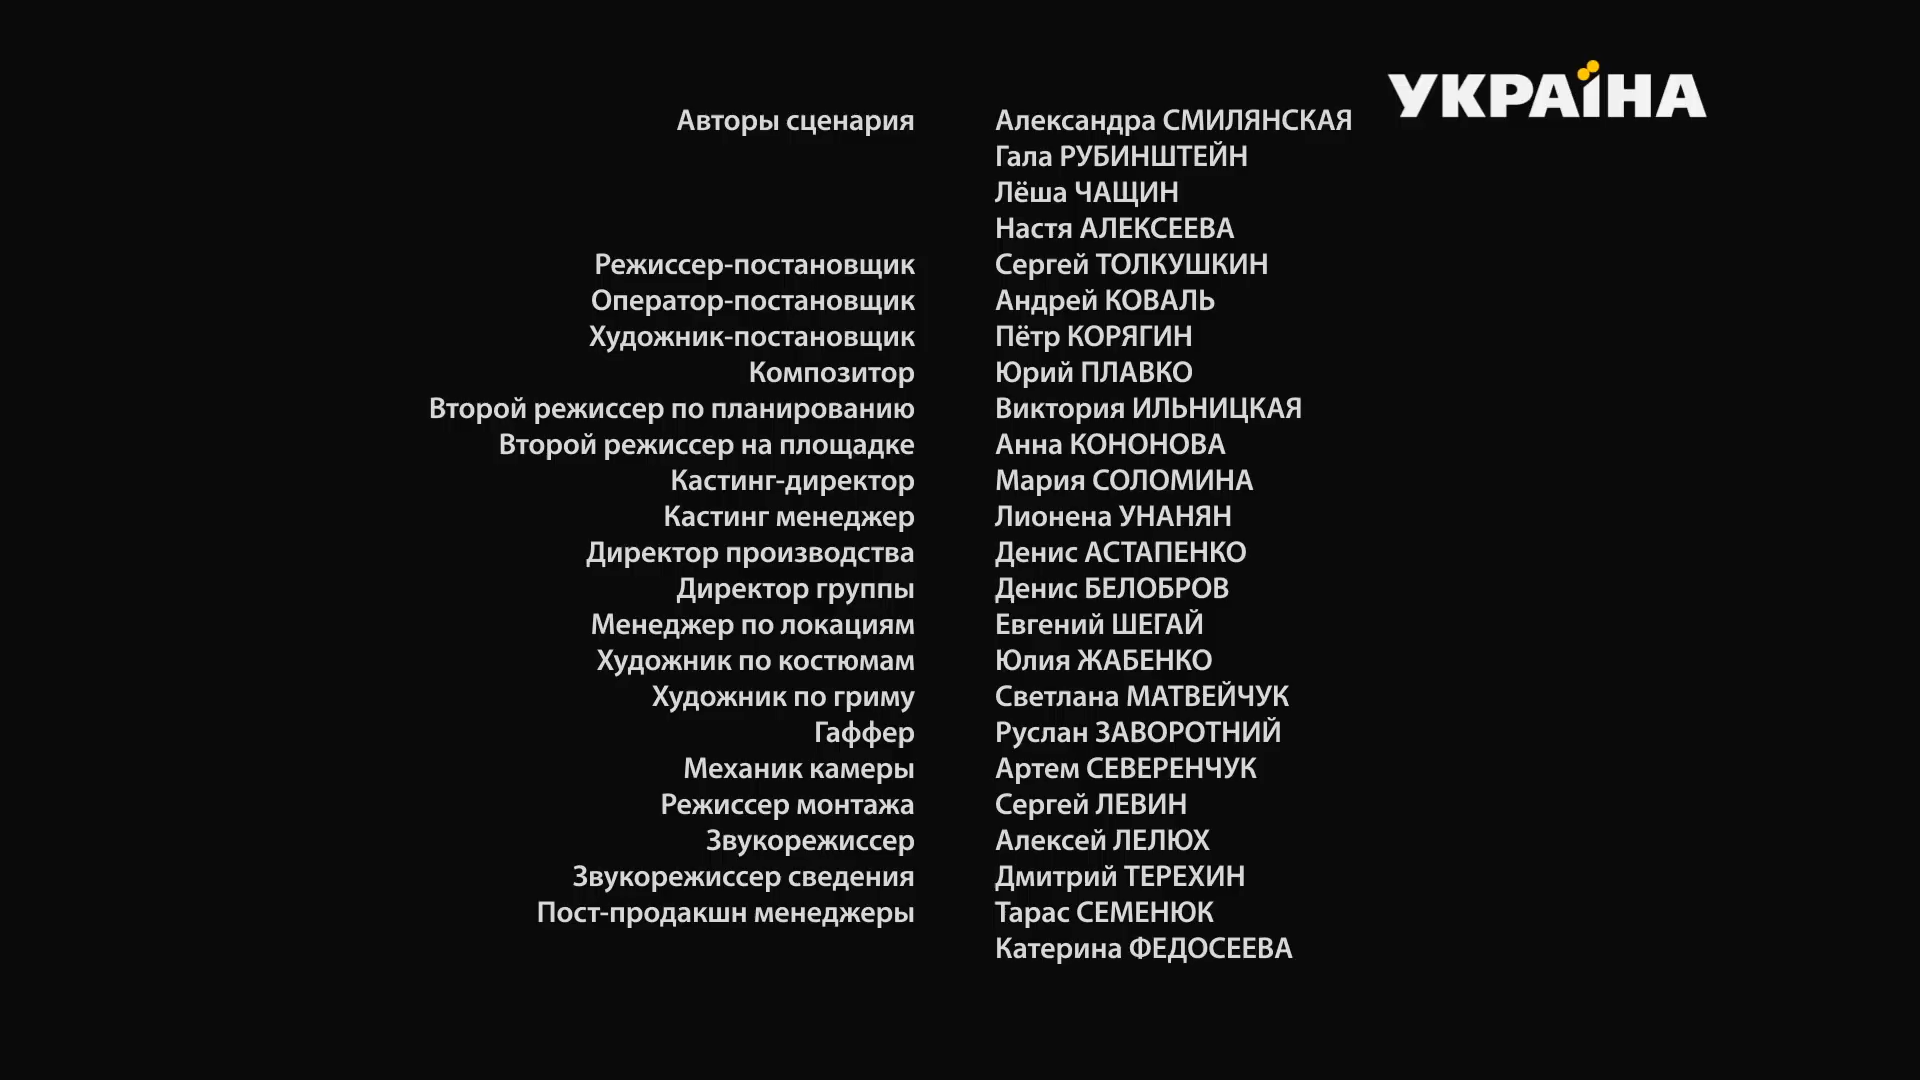 УКРАЇНА
Авторы сценария Александра СМИЛЯНСКАЯ
Гала РУБИНШТЕЙН
Лёша ЧАЩИН
Настя АЛЕКСЕЕВА
Режиссер-постановщик Сергей ТОЛКУШКИН
Оператор-постановщик Андрей КОВАЛЬ
Художник-постановщик Пётр КОРЯГИН
Композитор Юрий ПЛАВКО
Второй режиссер по планированию Виктория ИЛЬНИЦКАЯ
Второй режиссер на площадке Анна КОНОНОВА
Кастинг-директор Мария СОЛОМИНА
Кастинг менеджер Лионена УНАНЯН
Директор производства Денис АСТАПЕНКО
Директор группы Денис БЕЛОБРОВ
Менеджер по локациям Евгений ШЕГАЙ
Художник по костюмам Юлия ЖАБЕНКО
Художник по гриму Светлана МАТВЕЙЧУК
Гаффер Руслан ЗАВОРОТНИЙ
Механик камеры Артем СЕВЕРЕНЧУК
Режиссер монтажа Сергей ЛЕВИН
Звукорежиссер Алексей ЛЕЛЮХ
Звукорежиссер сведения Дмитрий ТЕРЕХИН
Пост-продакшн менеджеры Тарас СЕМЕНЮК
Катерина ФЕДОСЕЕВА